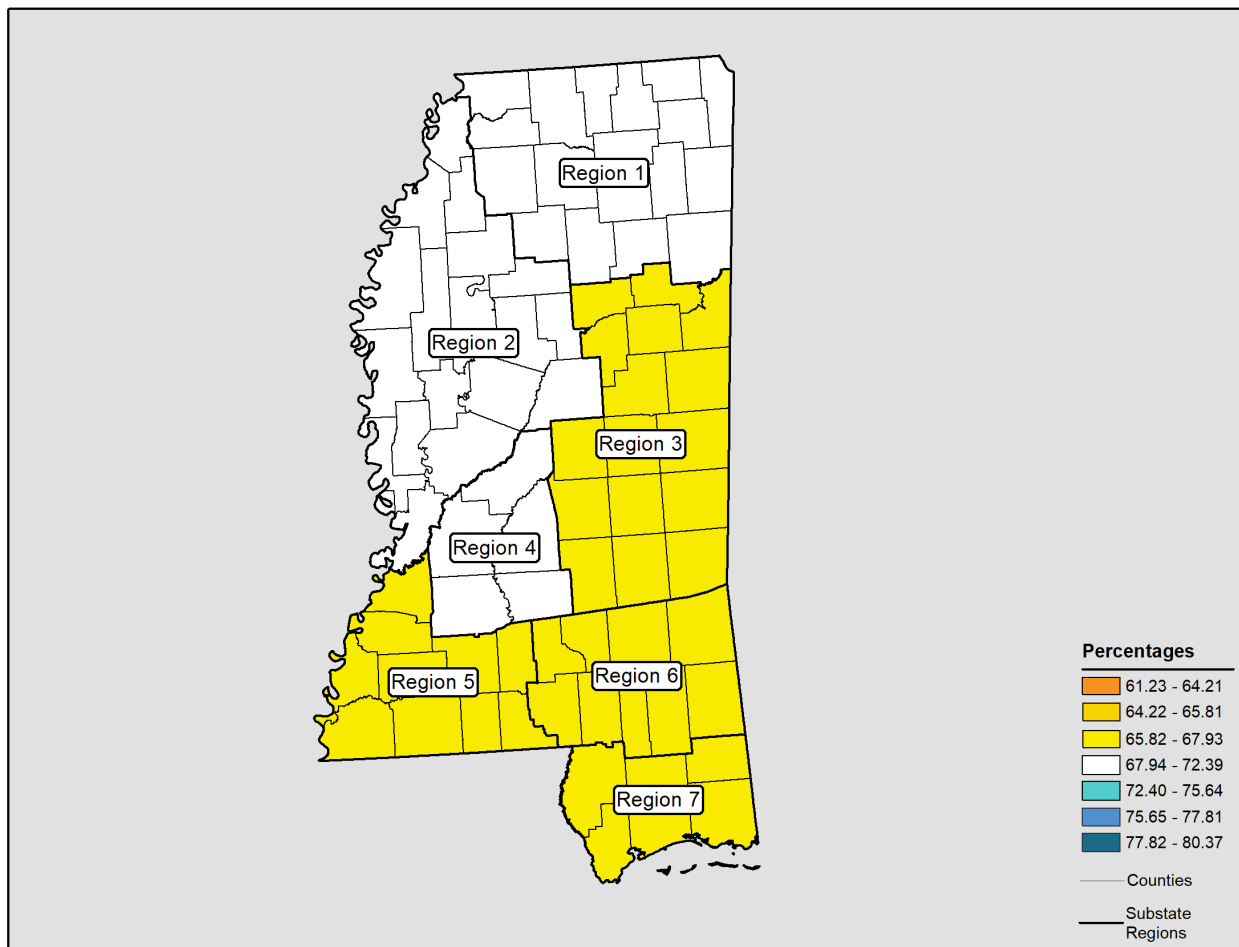 Region 1
Region 2
Region 3
Region 4
Region 5
Region 6
Region 7
Percentages
61.23 - 64.21
64.22 - 65.81
65.82 - 67.93
67.94 - 72.39
72.40 - 75.64
75.65 - 77.81
77.82 - 80.37
Counties
Substate
Regions